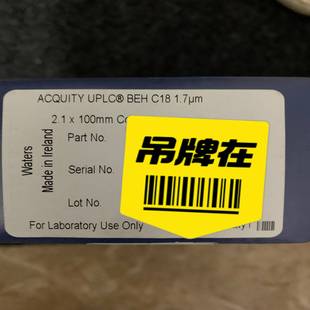 ACQUITY UPLC® BEH C18 1.7µm
2.1 x 100mm
Part No.
Serial No.
Lot No.
For Laboratory Use Only
Waters
Made in Ireland
吊牌在